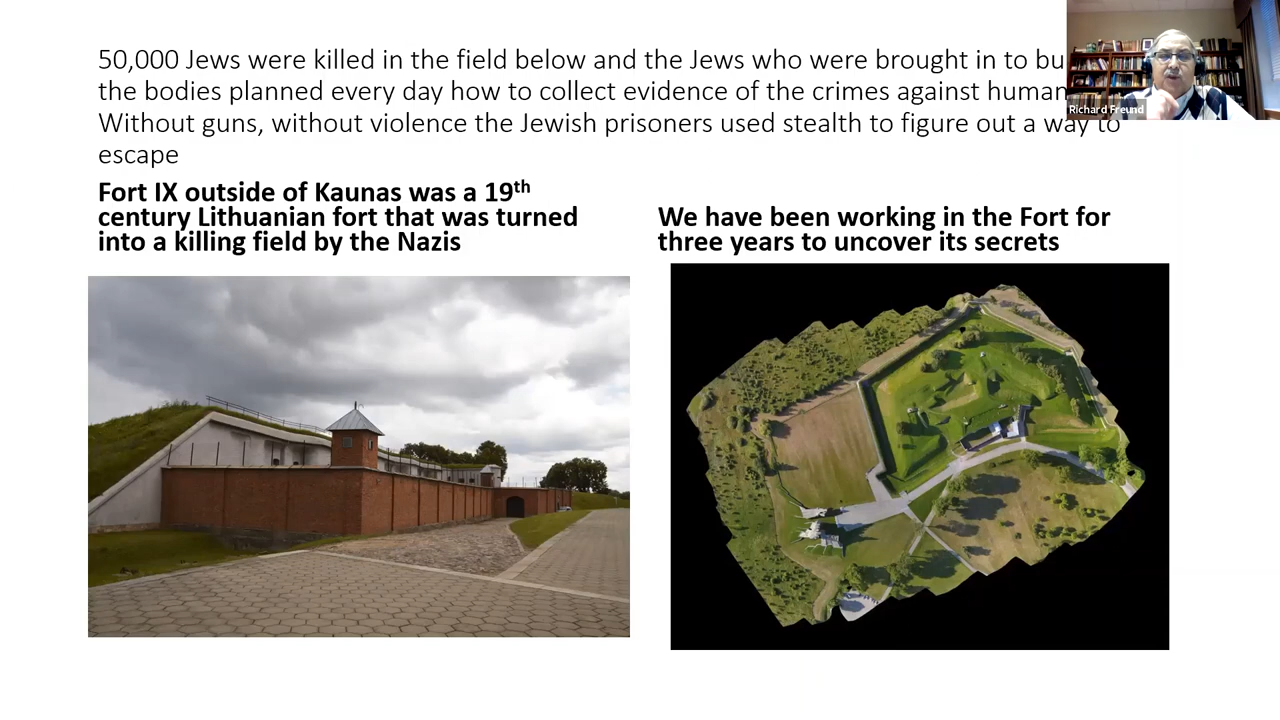 50,000 Jews were killed in the field below and the Jews who were brought in to bu
the bodies planned every day how to collect evidence of the crimes against human
Without guns, without violence the Jewish prisoners used stealth to figure out a way to
escape
Fort IX outside of Kaunas was a 19th
century Lithuanian fort that was turned
into a killing field by the Nazis
We have been working in the Fort for
three years to uncover its secrets
Richard Freund